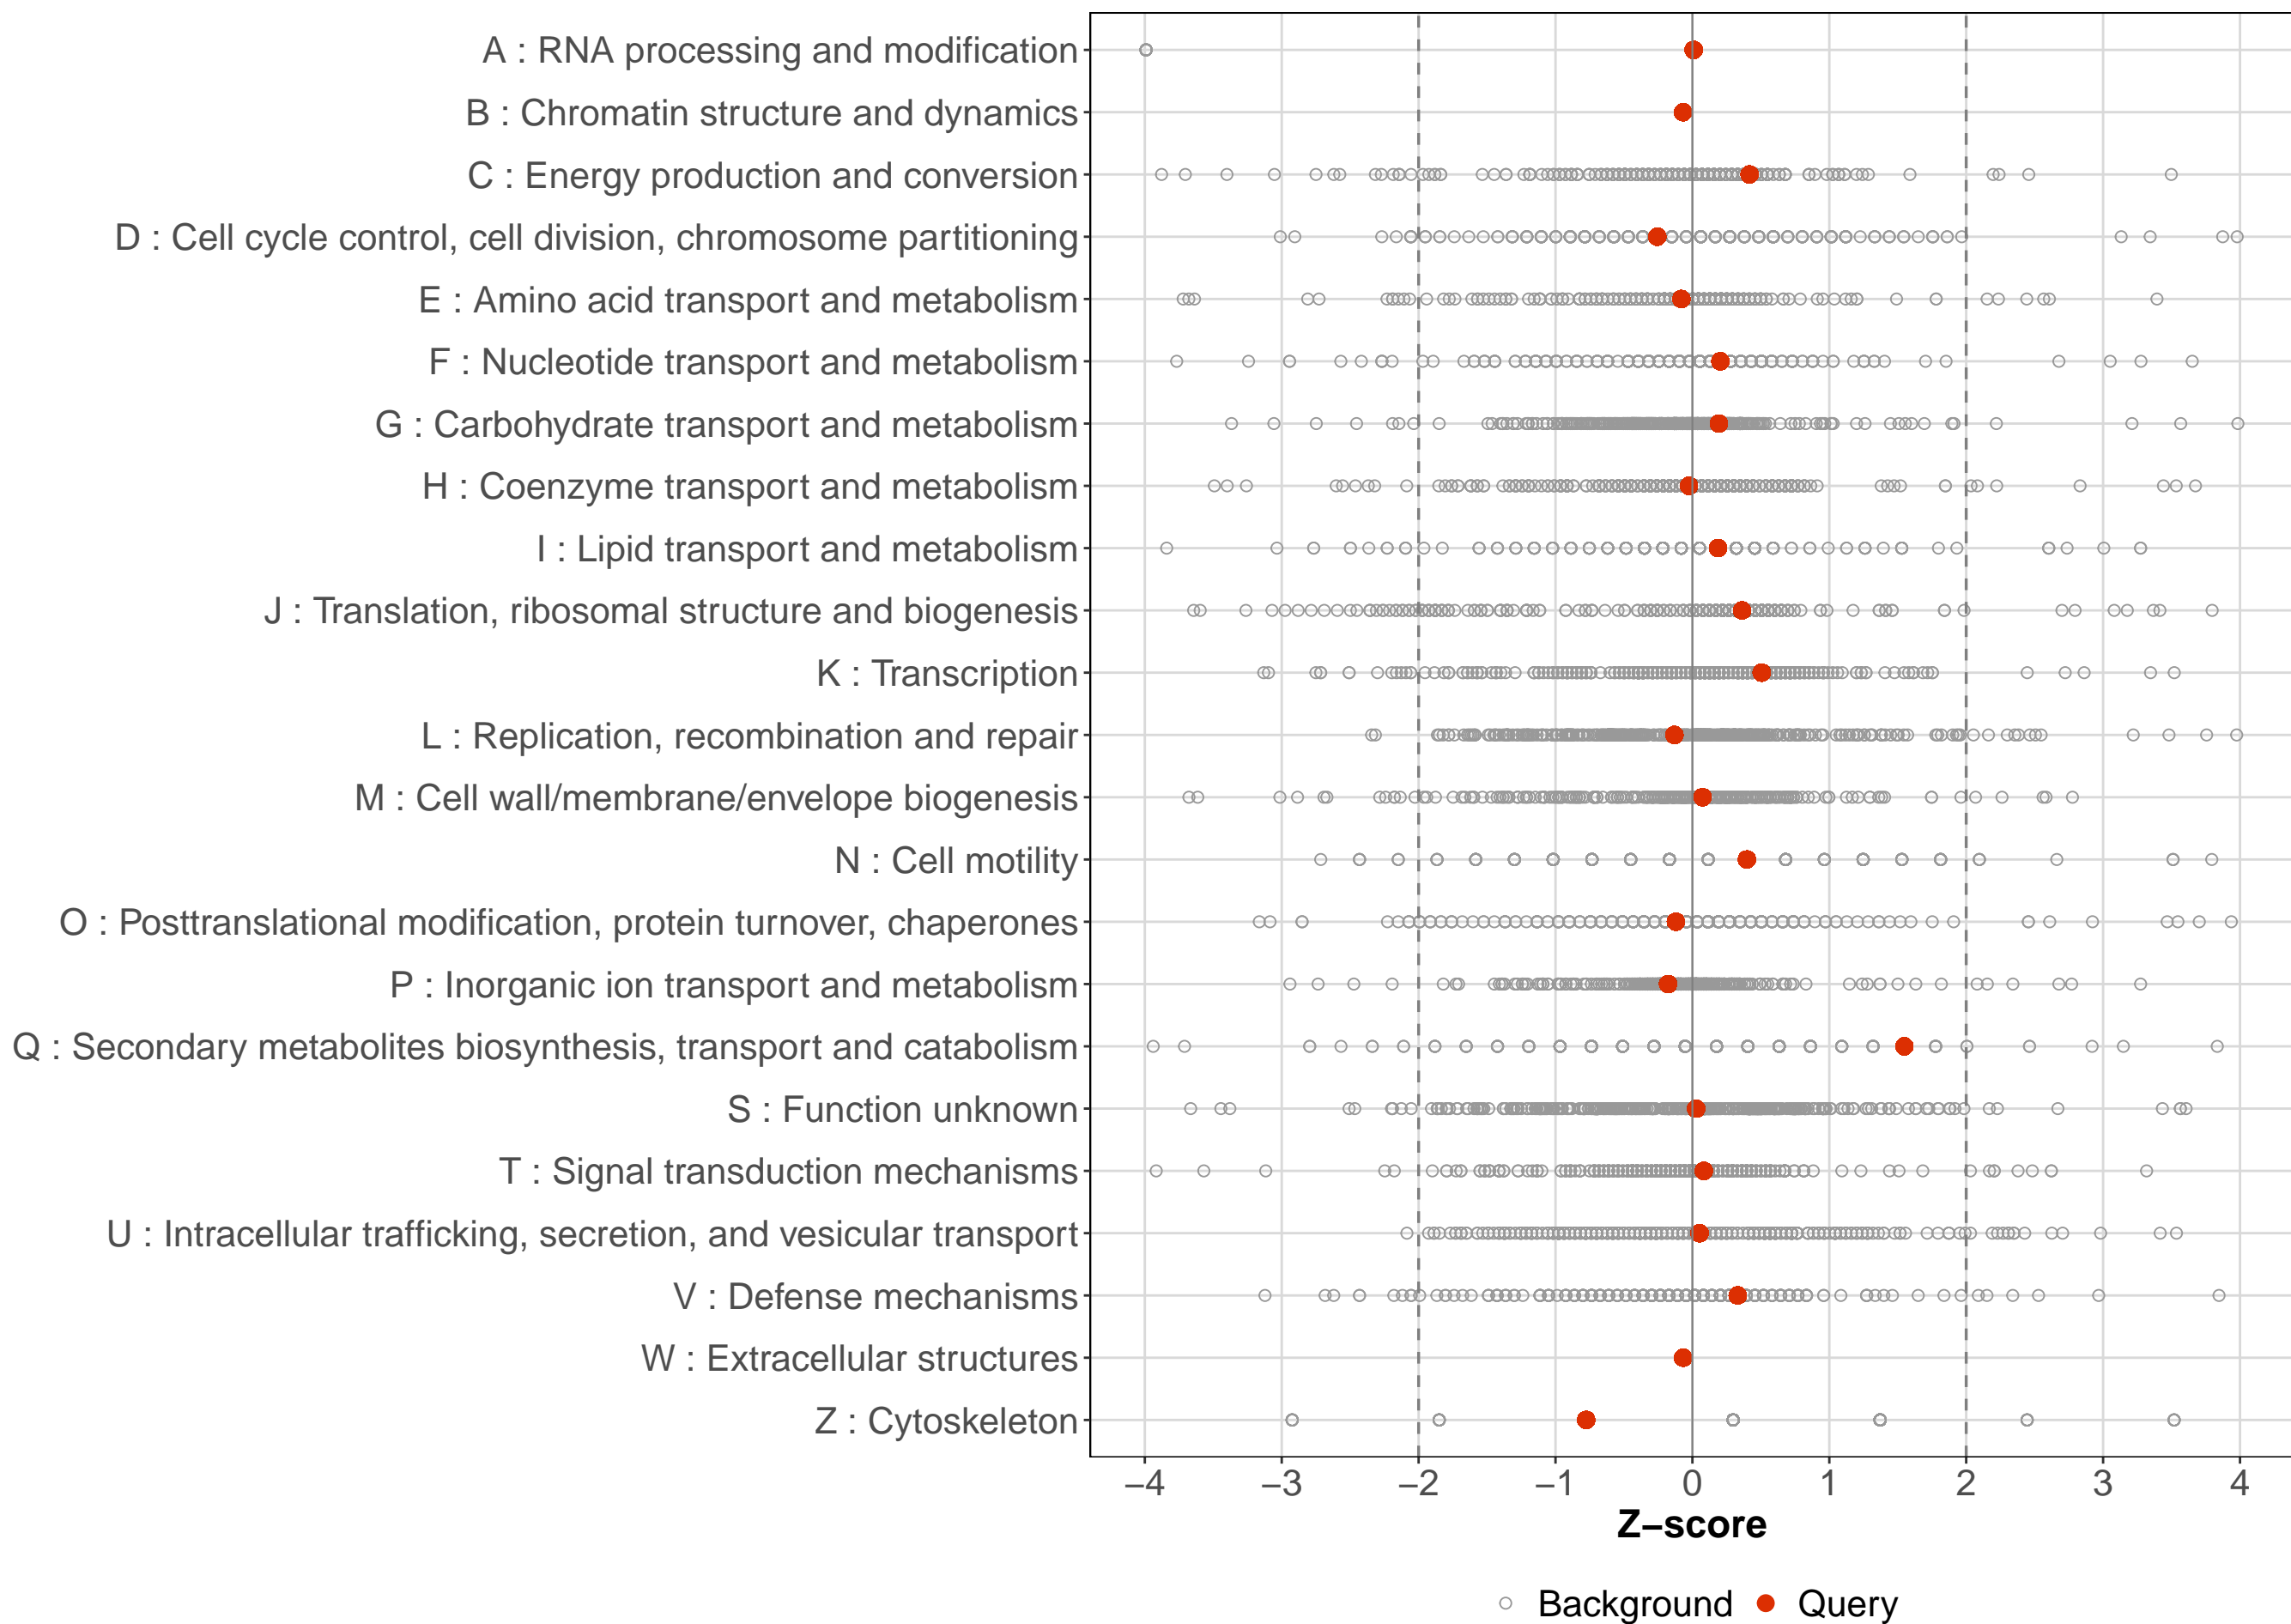 A : RNA processing and modification
B : Chromatin structure and dynamics
C : Energy production and conversion
D : Cell cycle control, cell division, chromosome partitioning
E : Amino acid transport and metabolism
F : Nucleotide transport and metabolism
G : Carbohydrate transport and metabolism
H : Coenzyme transport and metabolism
I : Lipid transport and metabolism
J : Translation, ribosomal structure and biogenesis
K : Transcription
L : Replication, recombination and repair
M : Cell wall/membrane/envelope biogenesis
N : Cell motility
O : Posttranslational modification, protein turnover, chaperones
P : Inorganic ion transport and metabolism
Q : Secondary metabolites biosynthesis, transport and catabolism
S : Function unknown
T : Signal transduction mechanisms
U : Intracellular trafficking, secretion, and vesicular transport
V : Defense mechanisms
W : Extracellular structures
Z : Cytoskeleton
−4 −3 −2 −1 0 1 2 3 4
Z−score
Background Query